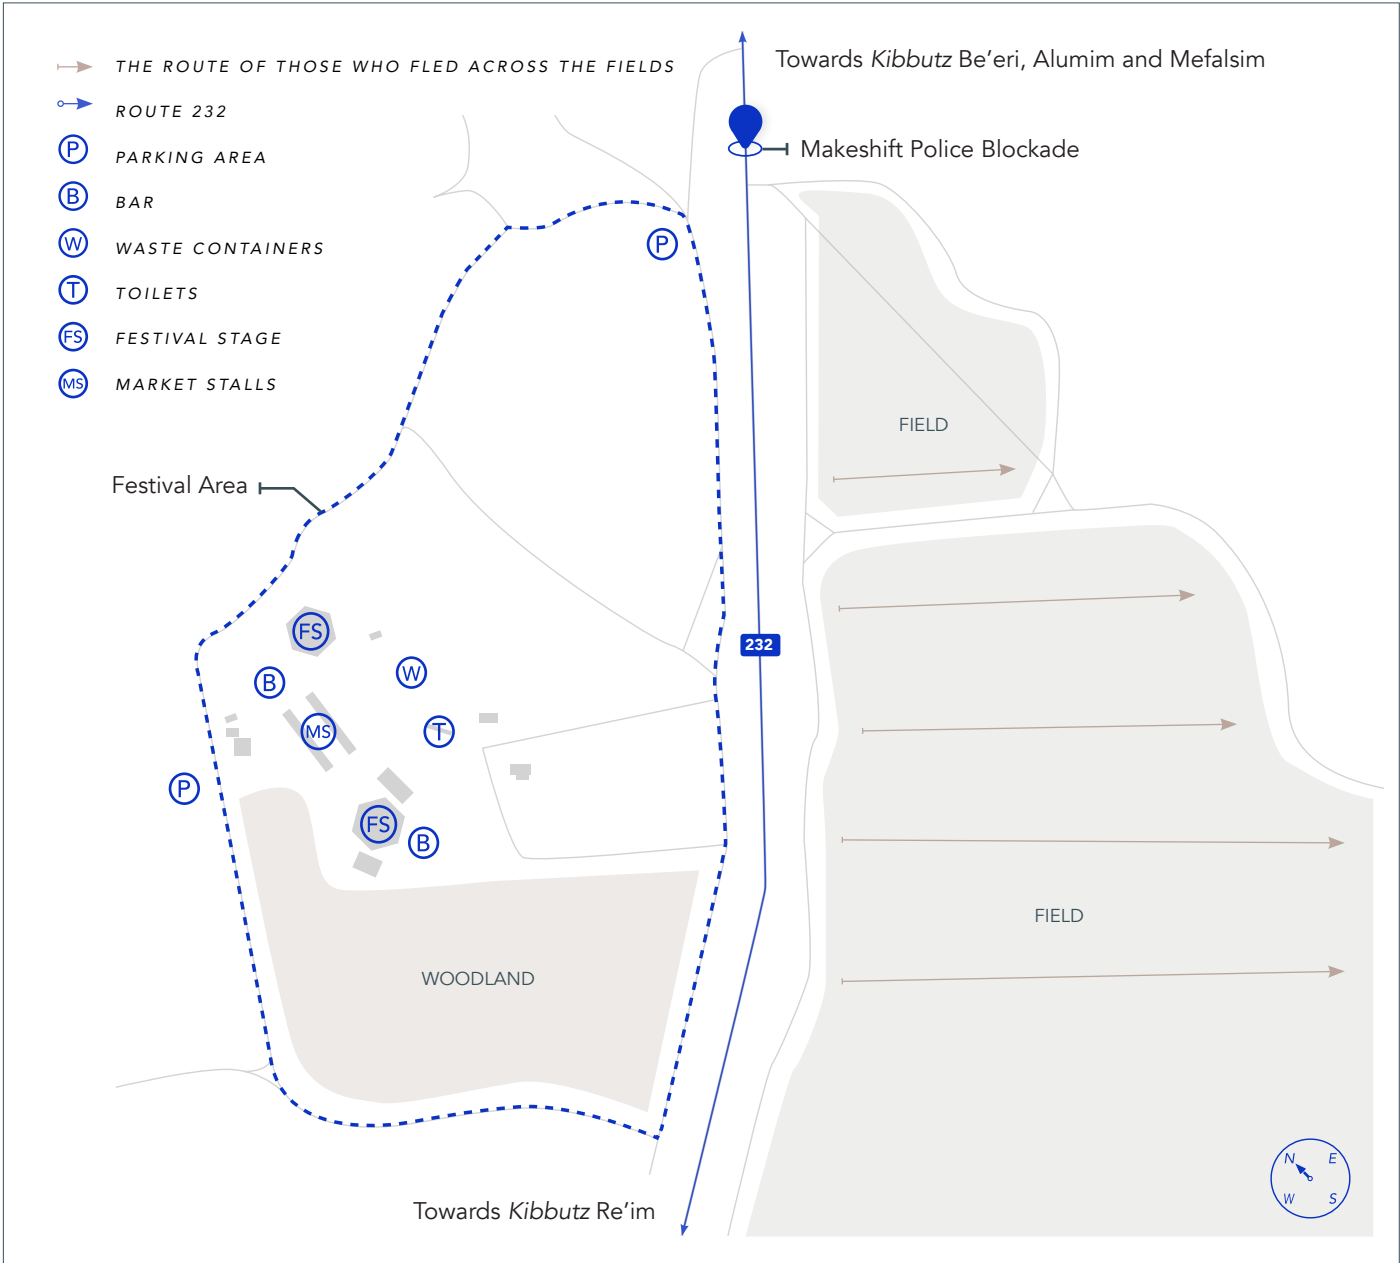 THE ROUTE OF THOSE WHO FLED ACROSS THE FIELDS
ROUTE 232
P PARKING AREA
B BAR
W WASTE CONTAINERS
T TOILETS
FS FESTIVAL STAGE
MS MARKET STALLS
Towards Kibbutz Be’eri, Alumim and Mefalsim
Makeshift Police Blockade
P
FIELD
Festival Area
FS
232
W
B
MS
T
P
FS
B
FIELD
WOODLAND
N E
W S
Towards Kibbutz Re’im